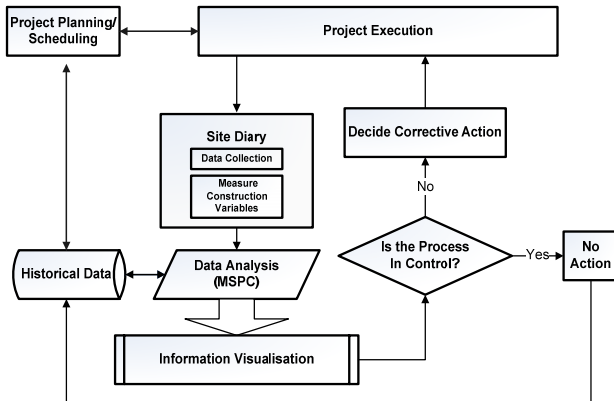 Project Planning/
Scheduling
Project Execution
Site Diary
Data Collection
Measure
Construction
Variables
Decide Corrective Action
No
Is the Process
In Control?
Yes
No
Action
Historical Data
Data Analysis
(MSPC)
Information Visualisation